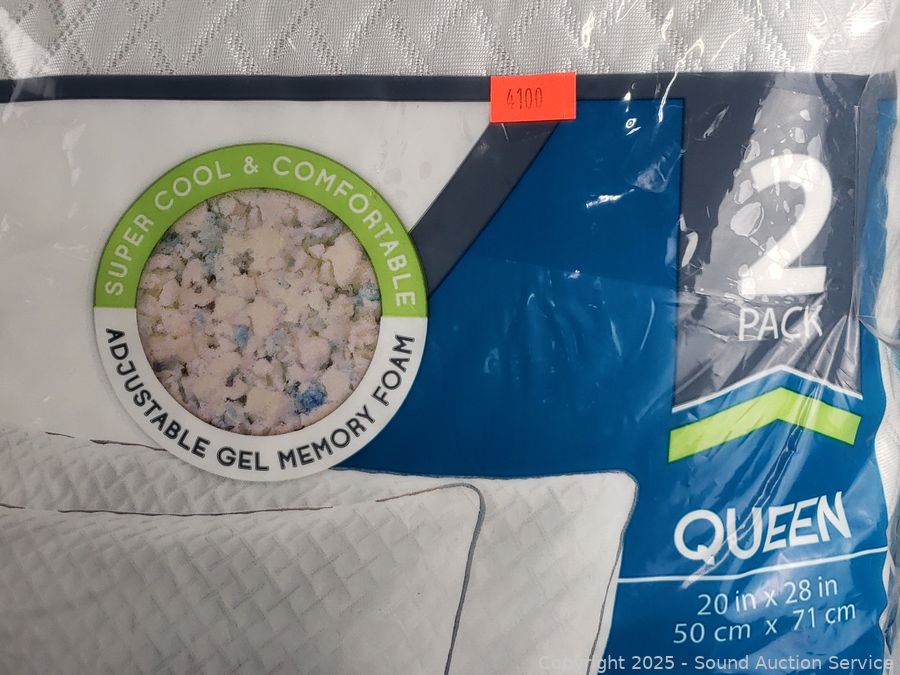 4100
SUPER COOL & COMFORTABLE
ADJUSTABLE GEL MEMORY FOAM
2
PACK
QUEEN
20 in x 28 in
50 cm x 71 cm
Copyright 2025 - Sound Auction Service